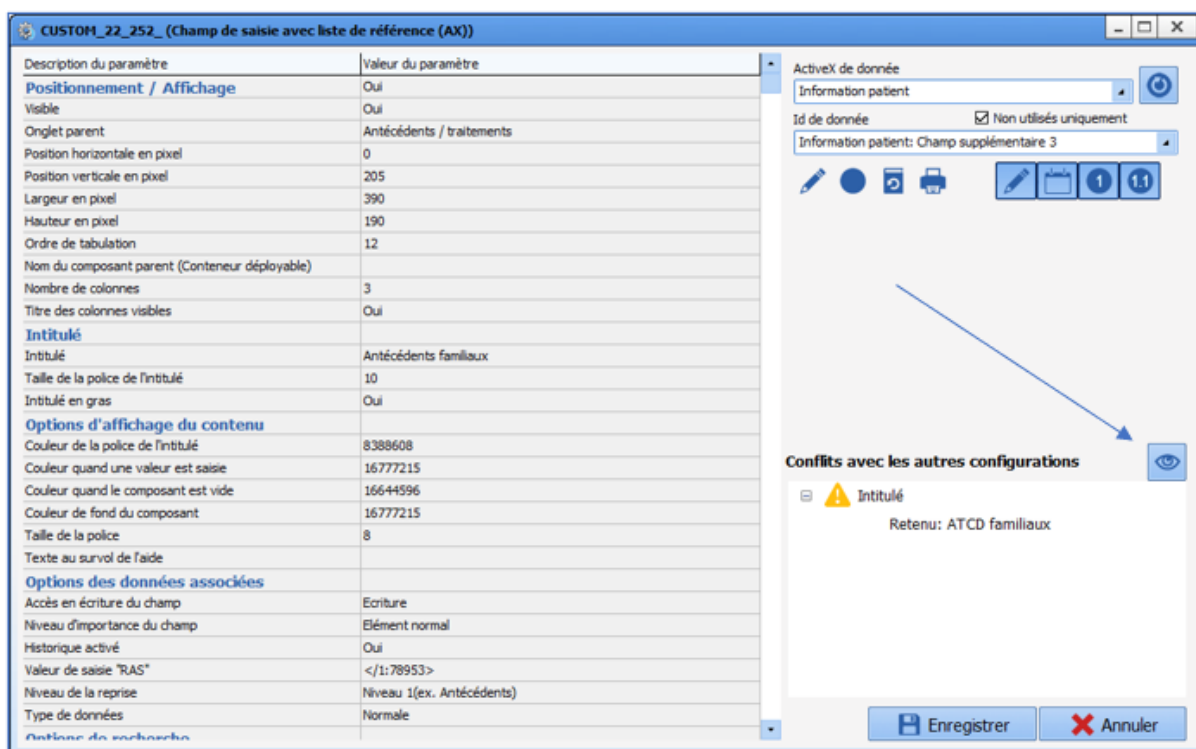 CUSTOM_22_252_ (Champ de saisie avec liste de référence (AX))
Description du paramètre Valeur du paramètre
Positionnement / Affichage Oui
Visible Oui
Onglet parent Antécédents / traitements
Position horizontale en pixel 0
Position verticale en pixel 205
Largeur en pixel 390
Hauteur en pixel 190
Ordre de tabulation 12
Nom du composant parent (Conteneur déployable)
Nombre de colonnes 3
Titre des colonnes visibles Oui
Intitulé
Intitulé Antécédents familiaux
Taille de la police de l'intitulé 10
Intitulé en gras Oui
Options d'affichage du contenu
Couleur de la police de l'intitulé 8388608
Couleur quand une valeur est saisie 16777215
Couleur quand le composant est vide 16644596
Couleur de fond du composant 16777215
Taille de la police 8
Texte au survol de l'aide
Options des données associées
Accès en écriture du champ Ecriture
Niveau d'importance du champ Elément normal
Historique activé Oui
Valeur de saisie "RAS" </1:78953>
Niveau de la reprise Niveau 1(ex. Antécédents)
Type de données Normale
Options de recherche
ActiveX de donnée
Information patient
Id de donnée Non utilisés uniquement
Information patient: Champ supplémentaire 3
1 1.1
Conflits avec les autres configurations
Intitulé
Retenu: ATCD familiaux
Enregistrer Annuler